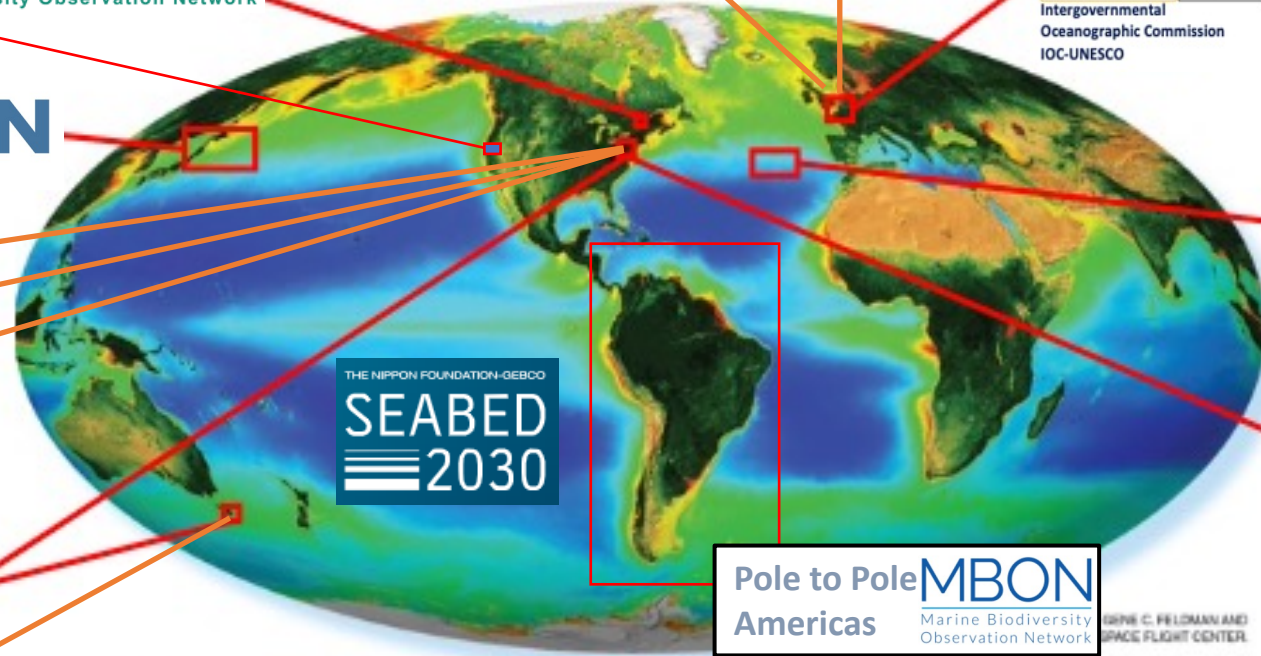 ity Observation Network
Intergovernmental
Oceanographic Commission
IOC-UNESCO
N
THE NIPPON FOUNDATION-GEBCO
SEABED
2030
Pole to Pole
Americas
MBON
Marine Biodiversity
Observation Network
GENE C. FELDMAN AND
SPACE FLIGHT CENTER.